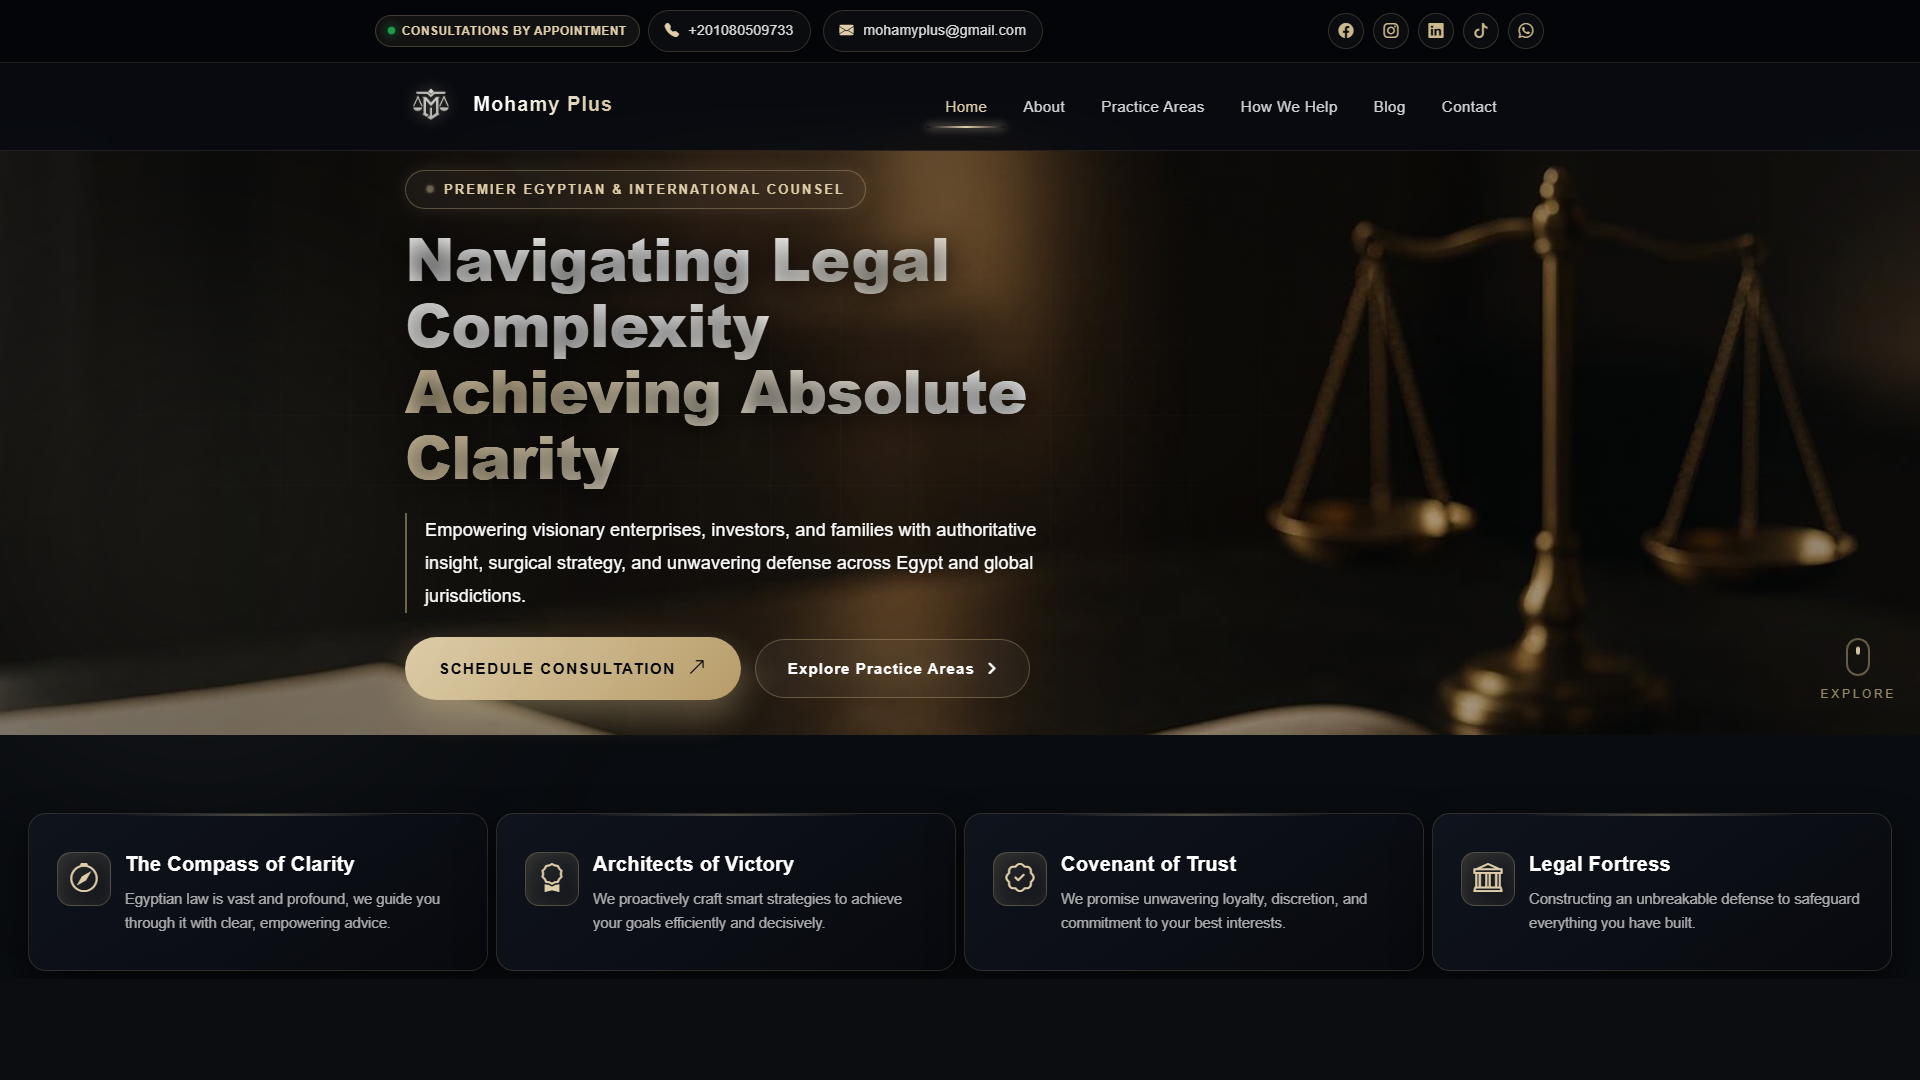 CONSULTATIONS BY APPOINTMENT
+201080509733
mohamyplus@gmail.com
Mohamy Plus
Home
About
Practice Areas
How We Help
Blog
Contact
PREMIER EGYPTIAN & INTERNATIONAL COUNSEL
Navigating Legal
Complexity
Achieving Absolute
Clarity
Empowering visionary enterprises, investors, and families with authoritative
insight, surgical strategy, and unwavering defense across Egypt and global
jurisdictions.
SCHEDULE CONSULTATION
Explore Practice Areas
EXPLORE
The Compass of Clarity
Egyptian law is vast and profound, we guide you
through it with clear, empowering advice.
Architects of Victory
We proactively craft smart strategies to achieve
your goals efficiently and decisively.
Covenant of Trust
We promise unwavering loyalty, discretion, and
commitment to your best interests.
Legal Fortress
Constructing an unbreakable defense to safeguard
everything you have built.